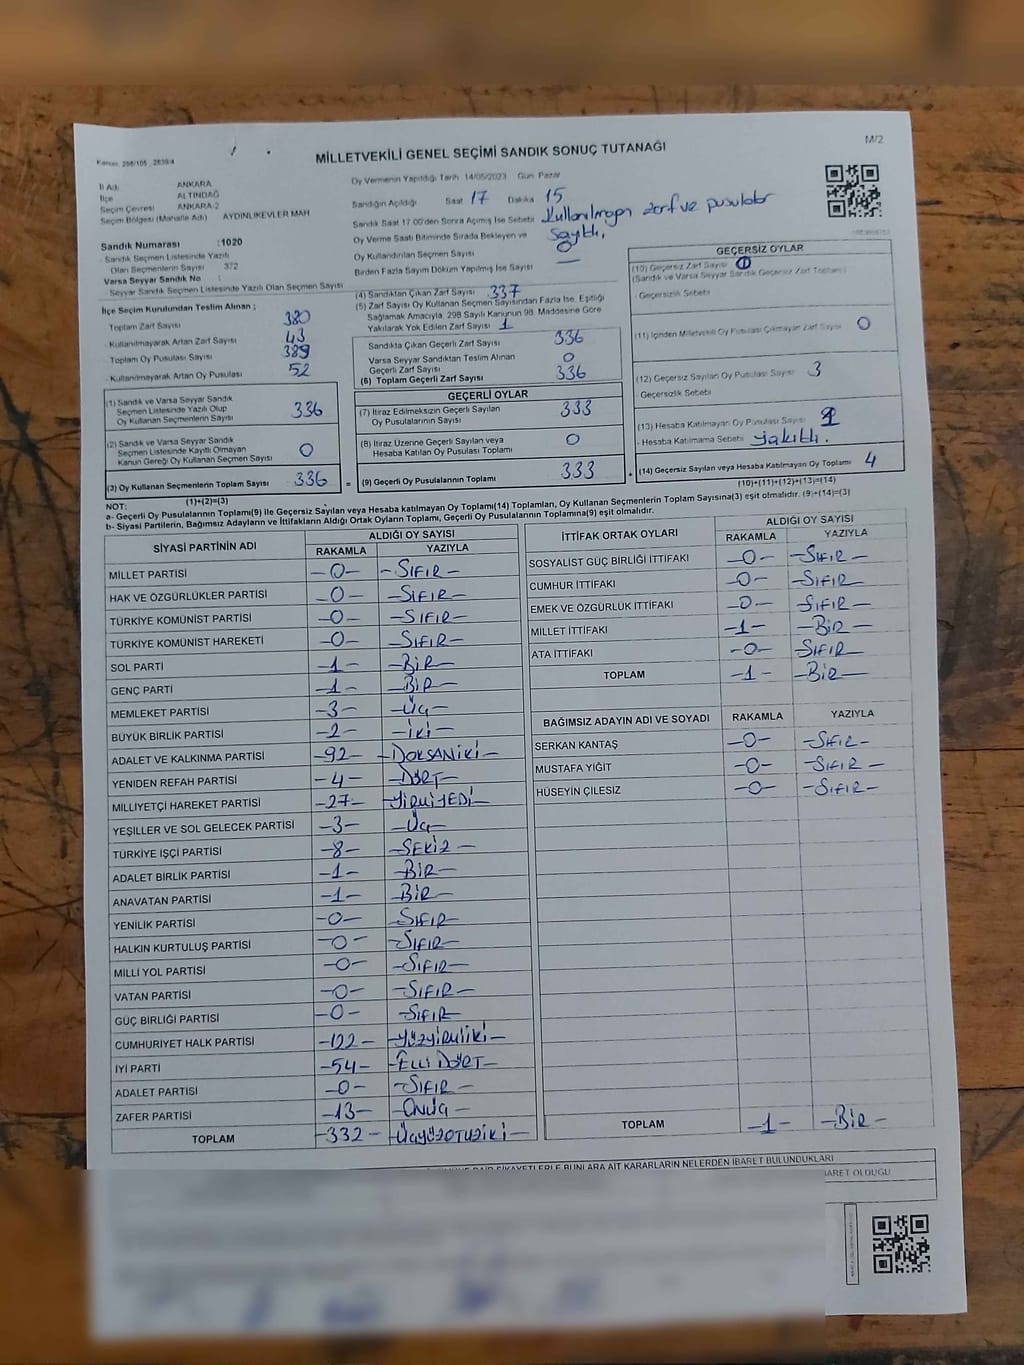 Kanun: 298/105 , 2839/4
MİLLETVEKİLİ GENEL SEÇİMİ SANDIK SONUÇ TUTANAĞI
M/2
İl Adı ANKARA
İlçe ALTINDAĞ
Seçim Çevresi ANKARA-2
Seçim Bölgesi (Mahalle Adı) AYDINLIKEVLER MAH
Sandık Numarası :1020
- Sandık Seçmen Listesinde Yazılı
Olan Seçmenlerin Sayısı 372
Varsa Seyyar Sandık No :
- Seyyar Sandık Seçmen Listesinde Yazılı Olan Seçmen Sayısı
Oy Vermenin Yapıldığı Tarih 14/05/2023 Gün Pazar
Sandığın Açıldığı Saat 17 Dakika 15
Sandık Saat 17.00'den Sonra Açılmış İse Sebebi Kullanılmayan zarf ve pusulalar
sayıldı.
Oy Verme Saati Bitiminde Sırada Bekleyen ve
Oy Kullandırılan Seçmen Sayısı 0
Birden Fazla Sayım Döküm Yapılmış İse Sayısı —
İlçe Seçim Kurulundan Teslim Alınan ;
- Toplam Zarf Sayısı 380
- Kullanılmayarak Artan Zarf Sayısı 43
- Toplam Oy Pusulası Sayısı 389
- Kullanılmayarak Artan Oy Pusulası 52
(1) Sandık ve Varsa Seyyar Sandık
Seçmen Listesinde Yazılı Olup
Oy Kullanan Seçmenlerin Sayısı 336
(2) Sandık ve Varsa Seyyar Sandık
Seçmen Listesinde Kayıtlı Olmayan
Kanun Gereği Oy Kullanan Seçmen Sayısı 0
(3) Oy Kullanan Seçmenlerin Toplam Sayısı 336
(1)+(2)=(3)
(4) Sandıktan Çıkan Zarf Sayısı 337
(5) Zarf Sayısı Oy Kullanan Seçmen Sayısından Fazla İse, Eşitliği
Sağlamak Amacıyla, 298 Sayılı Kanunun 98. Maddesine Göre
Yakılarak Yok Edilen Zarf Sayısı 1
Sandıkta Çıkan Geçerli Zarf Sayısı 336
Varsa Seyyar Sandıktan Teslim Alınan
Geçerli Zarf Sayısı 0
(6) Toplam Geçerli Zarf Sayısı 336
GEÇERLİ OYLAR
(7) İtiraz Edilmeksizin Geçerli Sayılan
Oy Pusulalarının Sayısı 333
(8) İtiraz Üzerine Geçerli Sayılan veya
Hesaba Katılan Oy Pusulası Toplamı 0
= (9) Geçerli Oy Pusulalarının Toplamı 333 +
GEÇERSİZ OYLAR
(10) Geçersiz Zarf Sayısı
(Sandık ve Varsa Seyyar Sandık Geçersiz Zarf Toplamı)
- Geçersizlik Sebebi
(11) İçinden Milletvekili Oy Pusulası Çıkmayan Zarf Sayısı 0
(12) Geçersiz Sayılan Oy Pusulası Sayısı 3
- Geçersizlik Sebebi
(13) Hesaba Katılmayan Oy Pusulası Sayısı 1
- Hesaba Katılmama Sebebi yakıldı.
(14) Geçersiz Sayılan veya Hesaba Katılmayan Oy Toplamı 4
(10)+(11)+(12)+(13)=(14)
NOT:
a- Geçerli Oy Pusulalarının Toplamı(9) ile Geçersiz Sayılan veya Hesaba katılmayan Oy Toplamı(14) Toplamları, Oy Kullanan Seçmenlerin Toplam Sayısına(3) eşit olmalıdır. (9)+(14)=(3)
b- Siyasi Partilerin, Bağımsız Adayların ve İttifakların Aldığı Ortak Oyların Toplamı, Geçerli Oy Pusulalarının Toplamına(9) eşit olmalıdır.
SİYASİ PARTİNİN ADI ALDIĞI OY SAYISI
RAKAMLA YAZIYLA
MİLLET PARTİSİ -0- -SIFIR-
HAK VE ÖZGÜRLÜKLER PARTİSİ -0- -SIFIR-
TÜRKİYE KOMÜNİST PARTİSİ -0- -SIFIR-
TÜRKİYE KOMÜNİST HAREKETİ -0- -SIFIR-
SOL PARTİ -1- -BİR-
GENÇ PARTİ -1- -BİR-
MEMLEKET PARTİSİ -3- -ÜÇ-
BÜYÜK BİRLİK PARTİSİ -2- -İKİ-
ADALET VE KALKINMA PARTİSİ -92- -DOKSANİKİ-
YENİDEN REFAH PARTİSİ -4- -DÖRT-
MİLLİYETÇİ HAREKET PARTİSİ -27- -YİRMİYEDİ-
YEŞİLLER VE SOL GELECEK PARTİSİ -3- -ÜÇ-
TÜRKİYE İŞÇİ PARTİSİ -8- -SEKİZ-
ADALET BİRLİK PARTİSİ -1- -BİR-
ANAVATAN PARTİSİ -1- -BİR-
YENİLİK PARTİSİ -0- -SIFIR-
HALKIN KURTULUŞ PARTİSİ -0- -SIFIR-
MİLLİ YOL PARTİSİ -0- -SIFIR-
VATAN PARTİSİ -0- -SIFIR-
GÜÇ BİRLİĞİ PARTİSİ -0- -SIFIR-
CUMHURİYET HALK PARTİSİ -122- -YÜZYİRMİİKİ-
İYİ PARTİ -54- -ELLİ DÖRT-
ADALET PARTİSİ -0- -SIFIR-
ZAFER PARTİSİ -13- -ONÜÇ-
TOPLAM -332- -ÜÇYÜZOTUZİKİ-
İTTİFAK ORTAK OYLARI ALDIĞI OY SAYISI
RAKAMLA YAZIYLA
SOSYALİST GÜÇ BİRLİĞİ İTTİFAKI -0- -SIFIR-
CUMHUR İTTİFAKI -0- -SIFIR-
EMEK VE ÖZGÜRLÜK İTTİFAKI -0- -SIFIR-
MİLLET İTTİFAKI -1- -BİR-
ATA İTTİFAKI -0- SIFIR-
TOPLAM -1- -BİR-
BAĞIMSIZ ADAYIN ADI VE SOYADI RAKAMLA YAZIYLA
SERKAN KANTAŞ -0- -SIFIR-
MUSTAFA YİĞİT -0- -SIFIR-
HÜSEYİN ÇİLESİZ -0- -SIFIR-
TOPLAM -1- -BİR-
ŞİKAYETLERLE BUNLARA AİT KARARLARIN NELERDEN İBARET BULUNDUKLARI
İBARET OLDUĞU